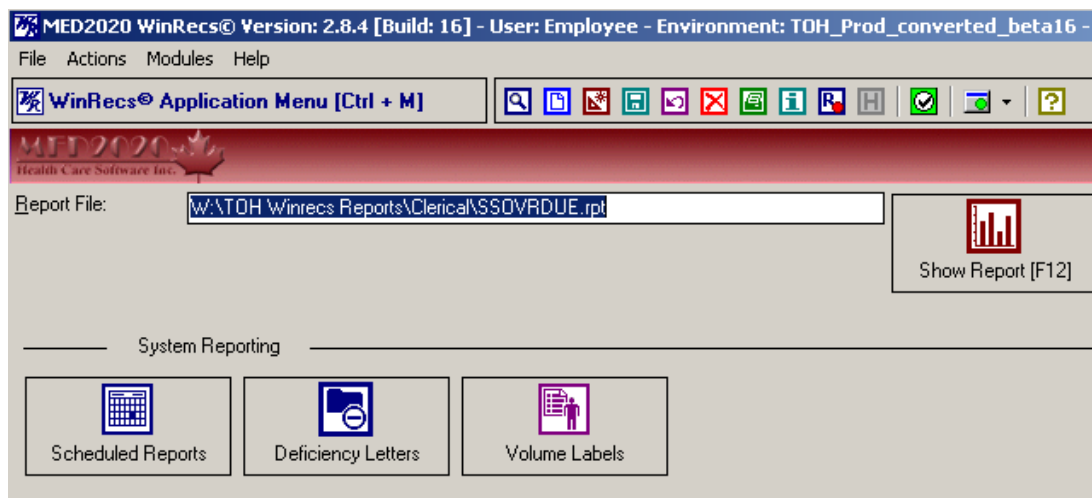 MED2020 WinRecs© Version: 2.8.4 [Build: 16] - User: Employee - Environment: TOH_Prod_converted_beta16 -
File Actions Modules Help
WinRecs© Application Menu [Ctrl + M]
MED2020
Health Care Software Inc.
Report File: W:\TOH Winrecs Reports\Clerical\SSOVRDUE.rpt
Show Report [F12]
System Reporting
Scheduled Reports Deficiency Letters Volume Labels